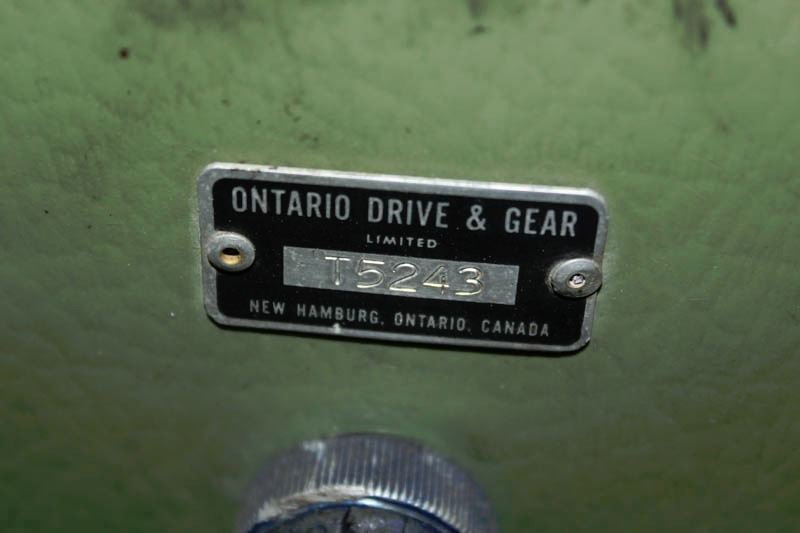 ONTARIO DRIVE & GEAR
LIMITED
T5243
NEW HAMBURG, ONTARIO, CANADA